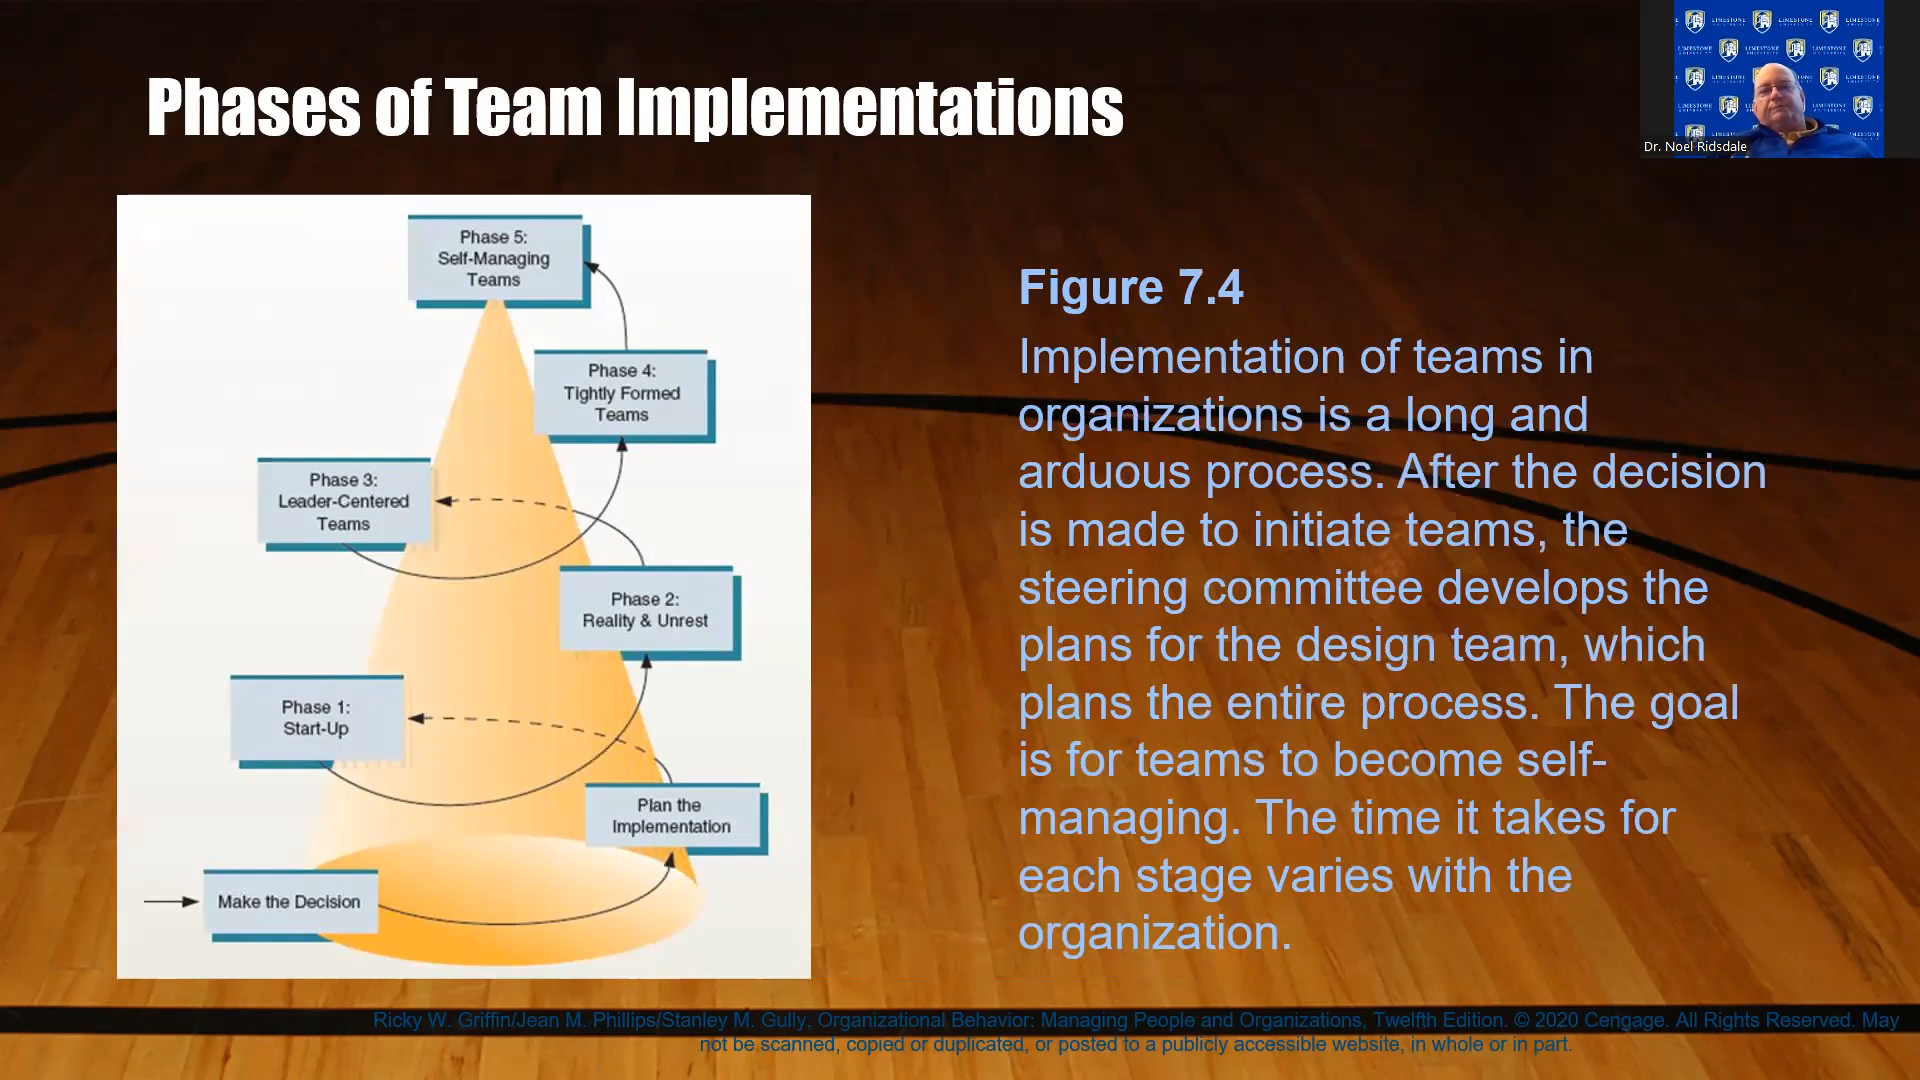 Phases of Team Implementations
LIMESTONE
Dr. Noel Ridsdale
Phase 5:
Self-Managing
Teams
Phase 4:
Tightly Formed
Teams
Phase 3:
Leader-Centered
Teams
Phase 2:
Reality & Unrest
Phase 1:
Start-Up
Plan the
Implementation
Make the Decision
Figure 7.4
Implementation of teams in
organizations is a long and
arduous process. After the decision
is made to initiate teams, the
steering committee develops the
plans for the design team, which
plans the entire process. The goal
is for teams to become self-
managing. The time it takes for
each stage varies with the
organization.
Ricky W. Griffin/Jean M. Phillips/Stanley M. Gully, Organizational Behavior: Managing People and Organizations, Twelfth Edition. © 2020 Cengage. All Rights Reserved. May
not be scanned, copied or duplicated, or posted to a publicly accessible website, in whole or in part.